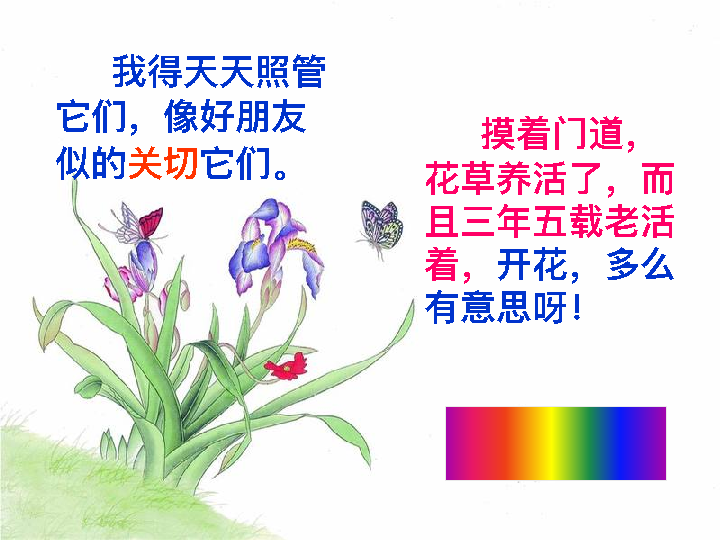 我得天天照管
它们，像好朋友
似的关切它们。
摸着门道，
花草养活了，而
且三年五载老活
着，开花，多么
有意思呀！